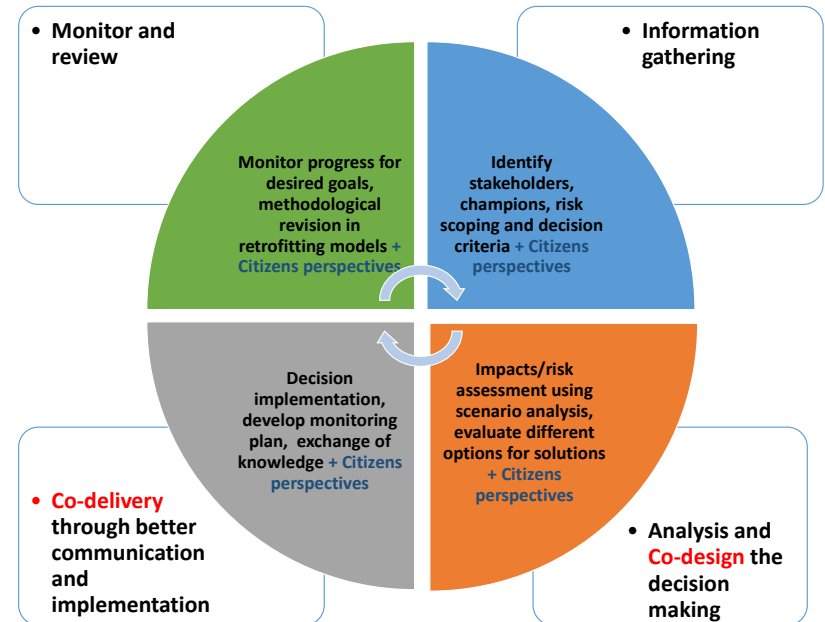 • Monitor and
review
• Information
gathering
Monitor progress for
desired goals,
methodological
revision in
retrofitting models +
Citizens perspectives
Identify
stakeholders,
champions, risk
scoping and decision
criteria + Citizens
perspectives
Decision
implementation,
develop monitoring
plan, exchange of
knowledge + Citizens
perspectives
Impacts/risk
assessment using
scenario analysis,
evaluate different
options for solutions
+ Citizens
perspectives
• Co-delivery
through better
communication
and
implementation
• Analysis and
Co-design the
decision
making